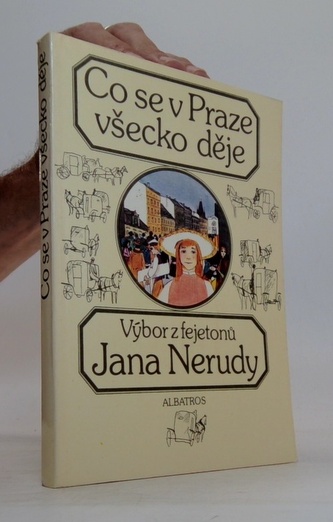 Co se v Praze
všecko děje
Výbor z fejetonů
Jana Nerudy
ALBATROS
Co se v Praze všecko děje